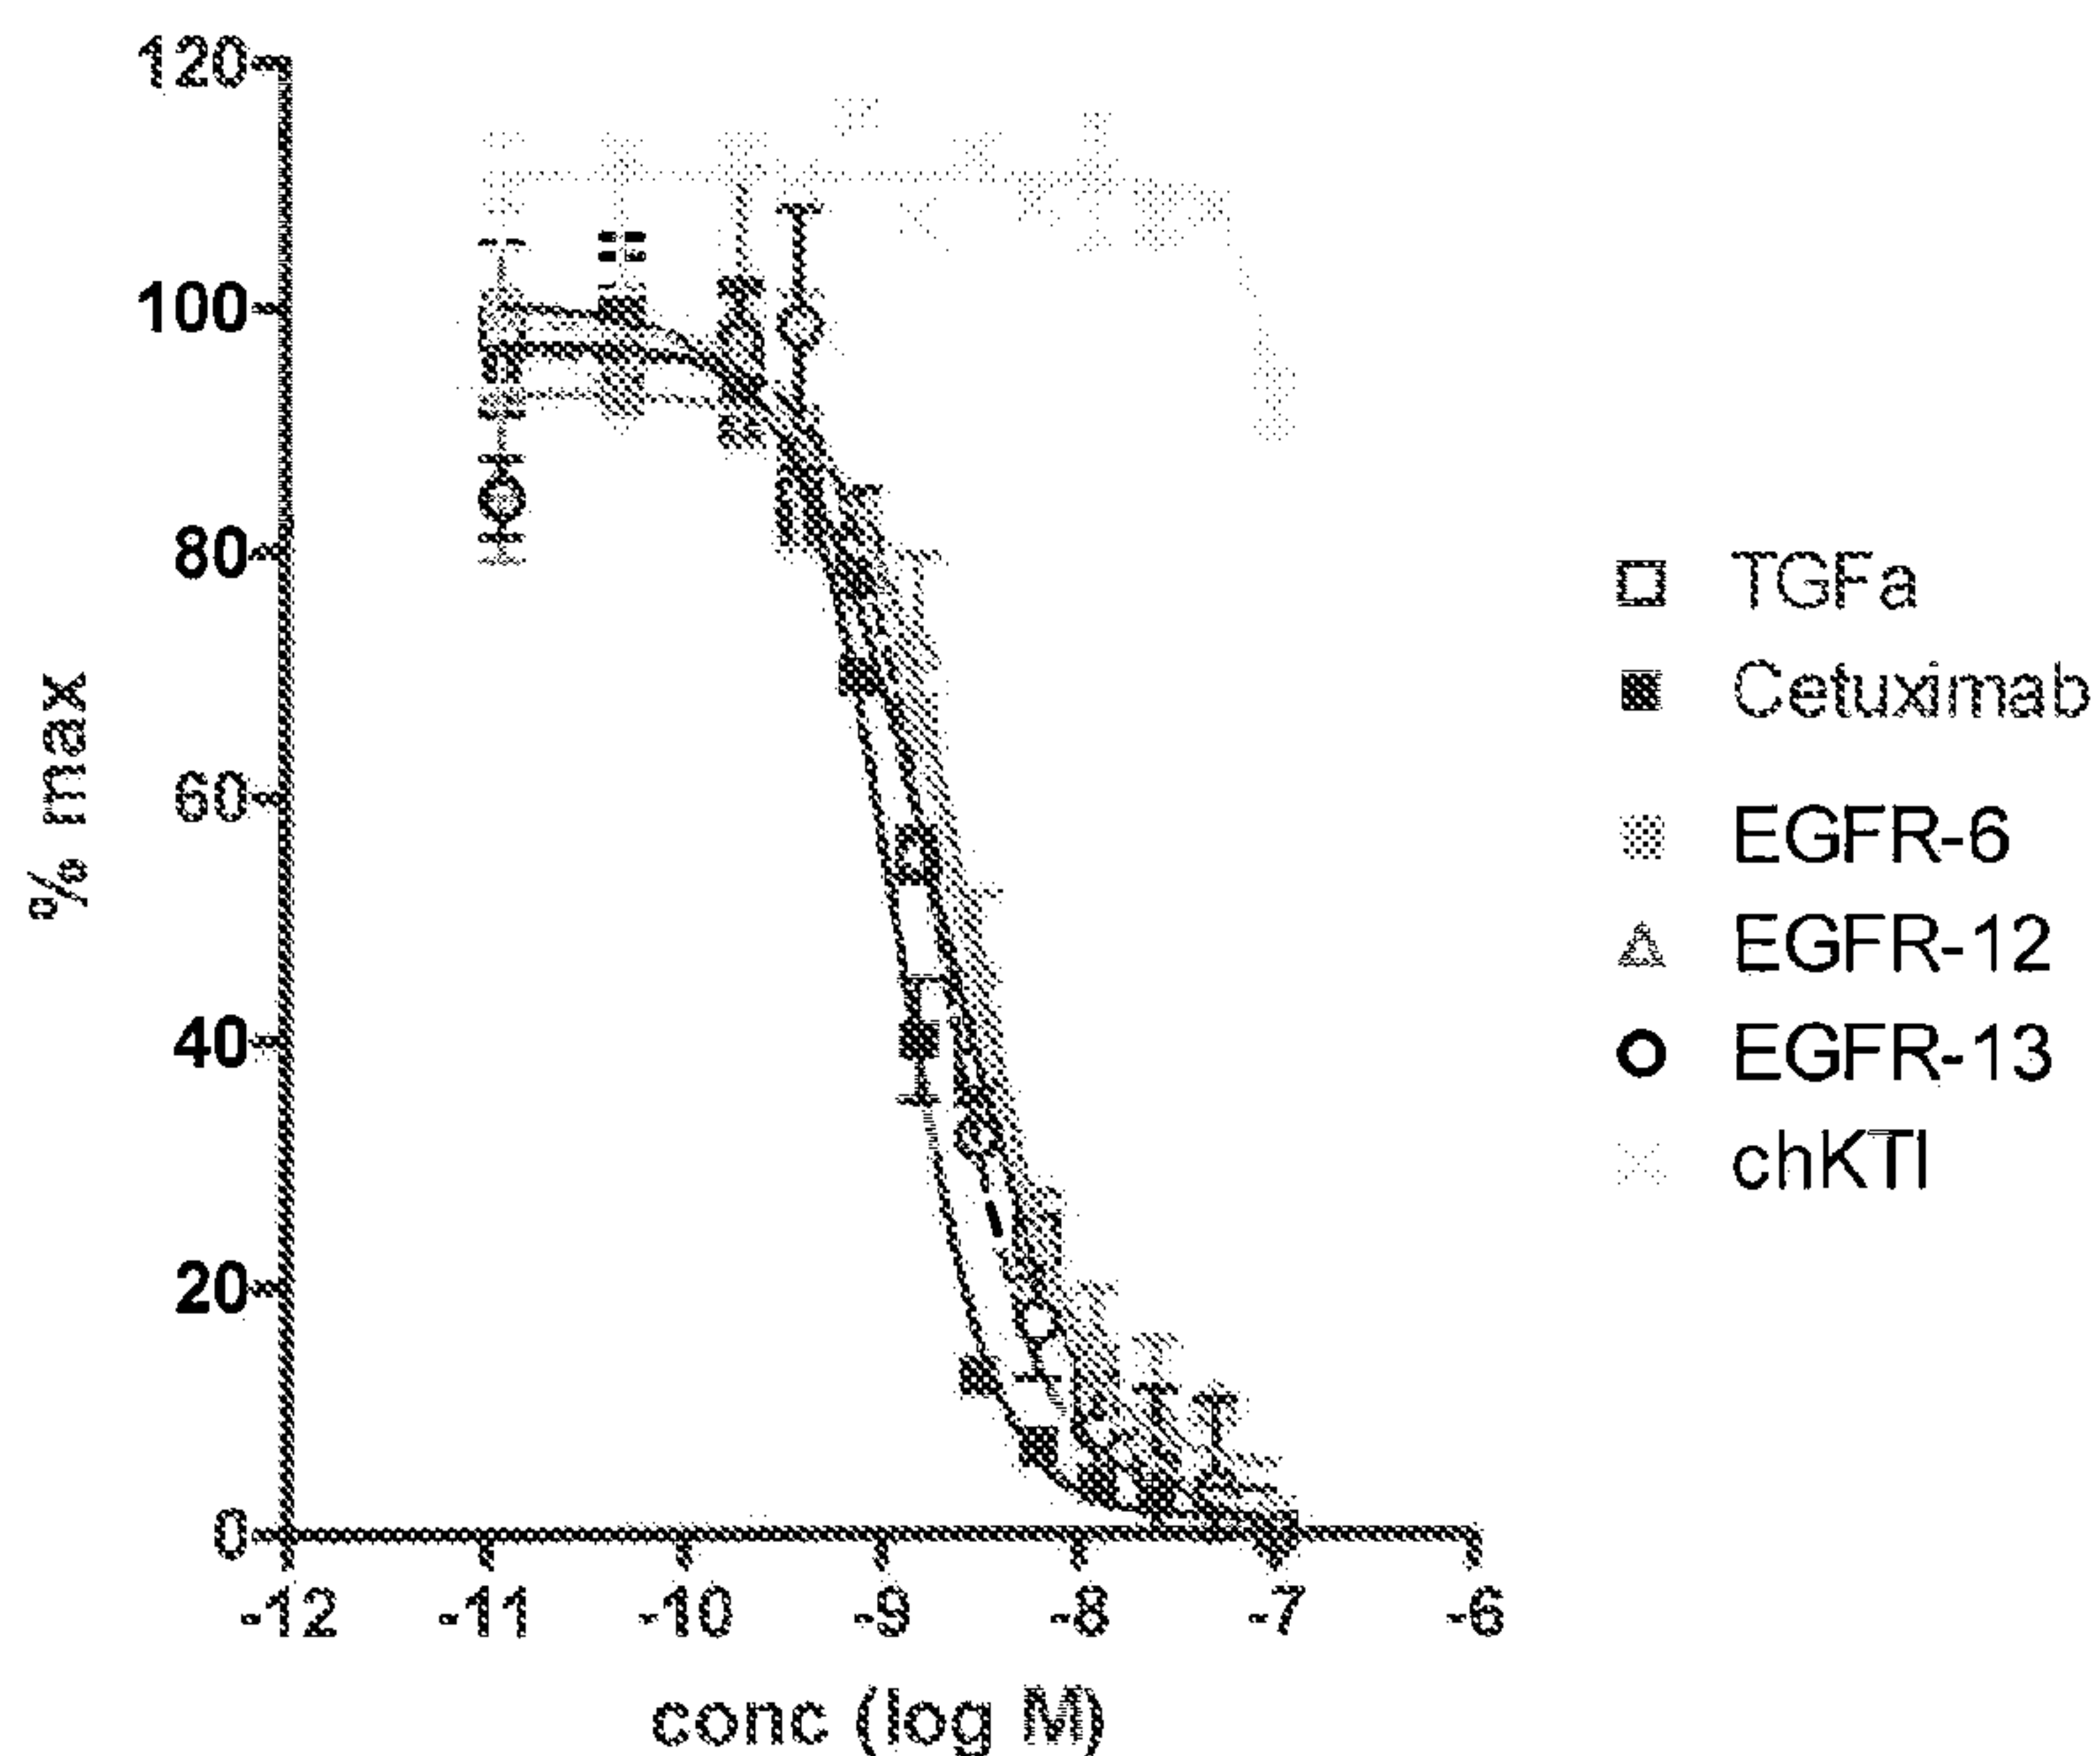 120
100
80
60
40
20
0
% max
-12 -11 -10 -9 -8 -7 -6
conc (log M)
TGFa
Cetuximab
EGFR-6
EGFR-12
EGFR-13
chKTI